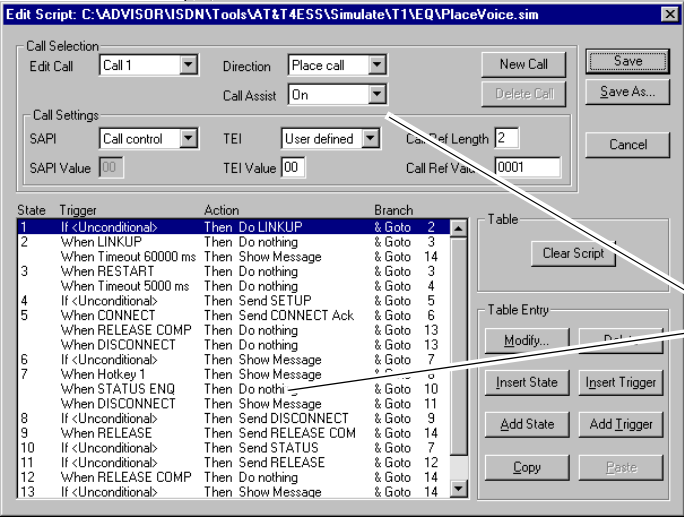 Edit Script: C:\ADVISOR\ISDN\Tools\AT&T4ESS\Simulate\T1\EQ\PlaceVoice.sim
Call Selection
Edit Call Call 1 Direction Place call New Call Save
Call Assist On Delete Call Save As...
Call Settings
SAPI Call control TEI User defined Call Ref Length 2 Cancel
SAPI Value 00 TEI Value 00 Call Ref Value 0001
State Trigger Action Branch
1 If <Unconditional> Then Do LINKUP & Goto 2
2 When LINKUP Then Do nothing & Goto 3
When Timeout 60000 ms Then Show Message & Goto 14
3 When RESTART Then Do nothing & Goto 3
When Timeout 5000 ms Then Do nothing & Goto 4
4 If <Unconditional> Then Send SETUP & Goto 5
5 When CONNECT Then Send CONNECT Ack & Goto 6
When RELEASE COMP Then Do nothing & Goto 13
When DISCONNECT Then Do nothing & Goto 13
6 If <Unconditional> Then Show Message & Goto 7
7 When Hotkey 1 Then Show Message
When STATUS ENQ Then Do nothing & Goto 10
When DISCONNECT Then Show Message & Goto 11
8 If <Unconditional> Then Send DISCONNECT & Goto 9
9 When RELEASE Then Send RELEASE COM & Goto 14
10 If <Unconditional> Then Send STATUS & Goto 7
11 If <Unconditional> Then Send RELEASE & Goto 12
12 When RELEASE COMP Then Do nothing & Goto 14
13 If <Unconditional> Then Show Message & Goto 14
Table
Clear Script
Table Entry
Modify... Delete
Insert State Insert Trigger
Add State Add Trigger
Copy Paste